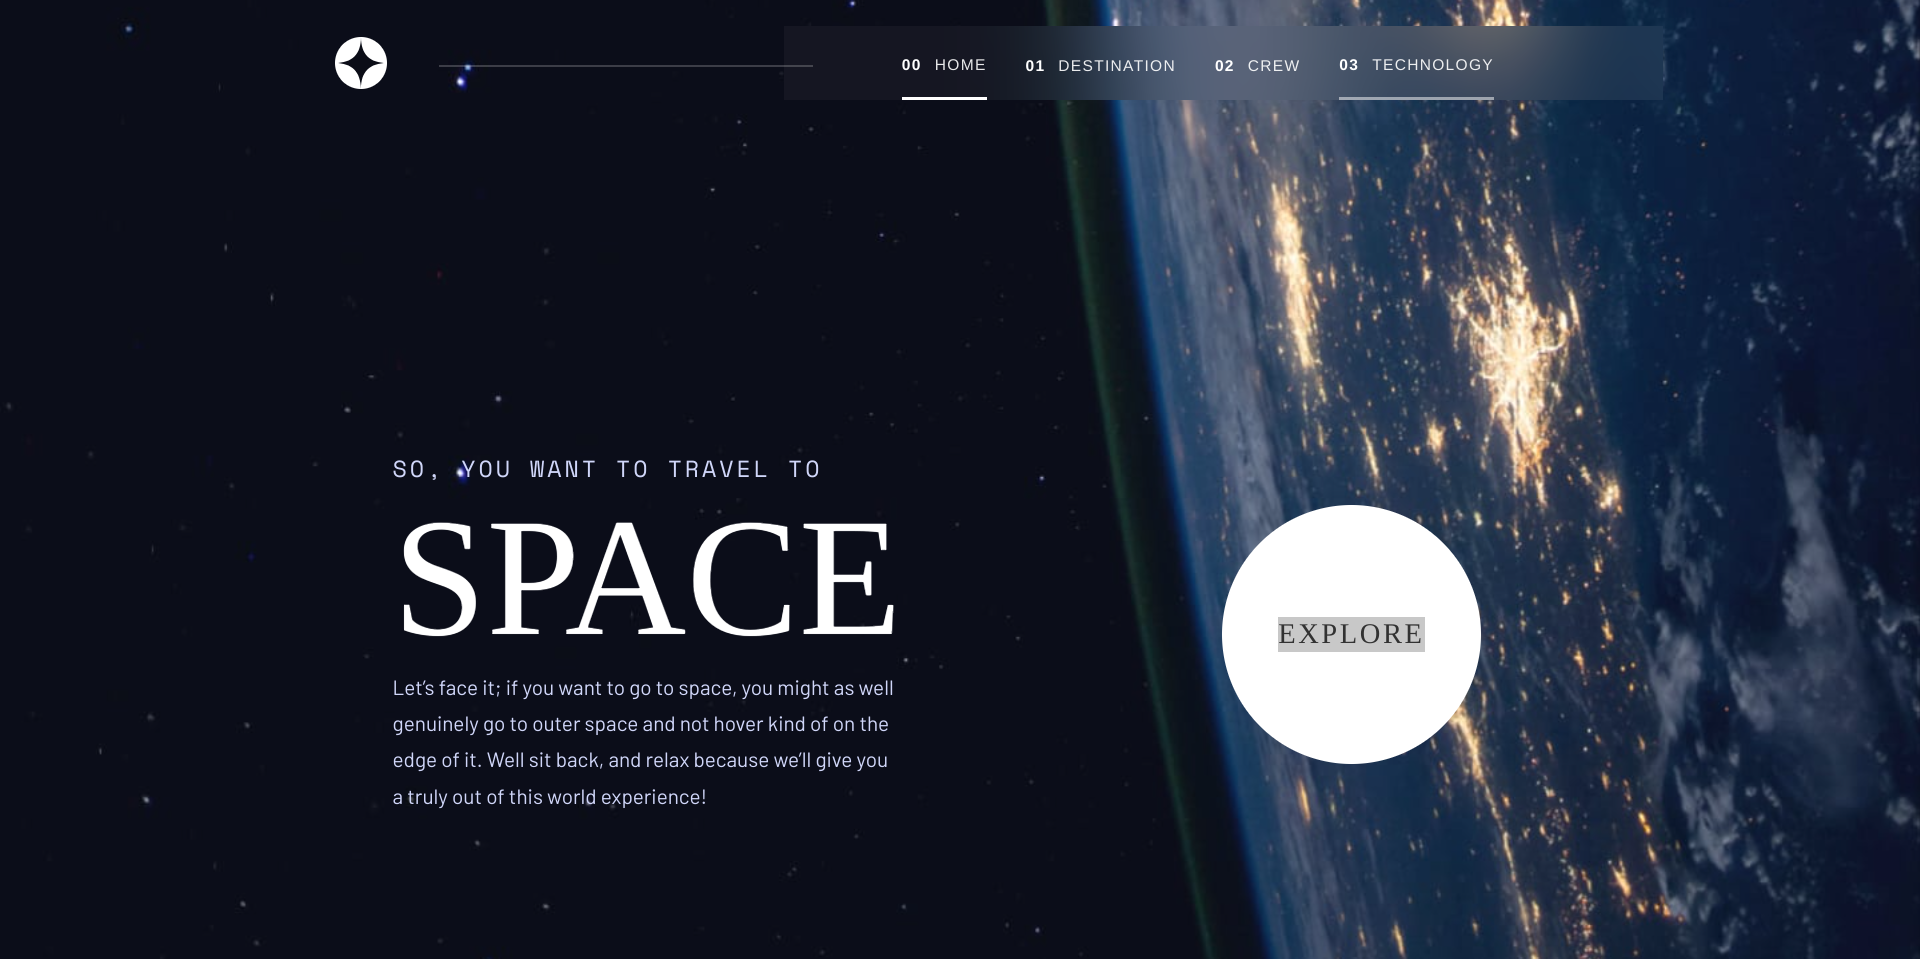 00 HOME 01 DESTINATION 02 CREW 03 TECHNOLOGY
SO, YOU WANT TO TRAVEL TO
SPACE
Let’s face it; if you want to go to space, you might as well
genuinely go to outer space and not hover kind of on the
edge of it. Well sit back, and relax because we’ll give you
a truly out of this world experience!
EXPLORE